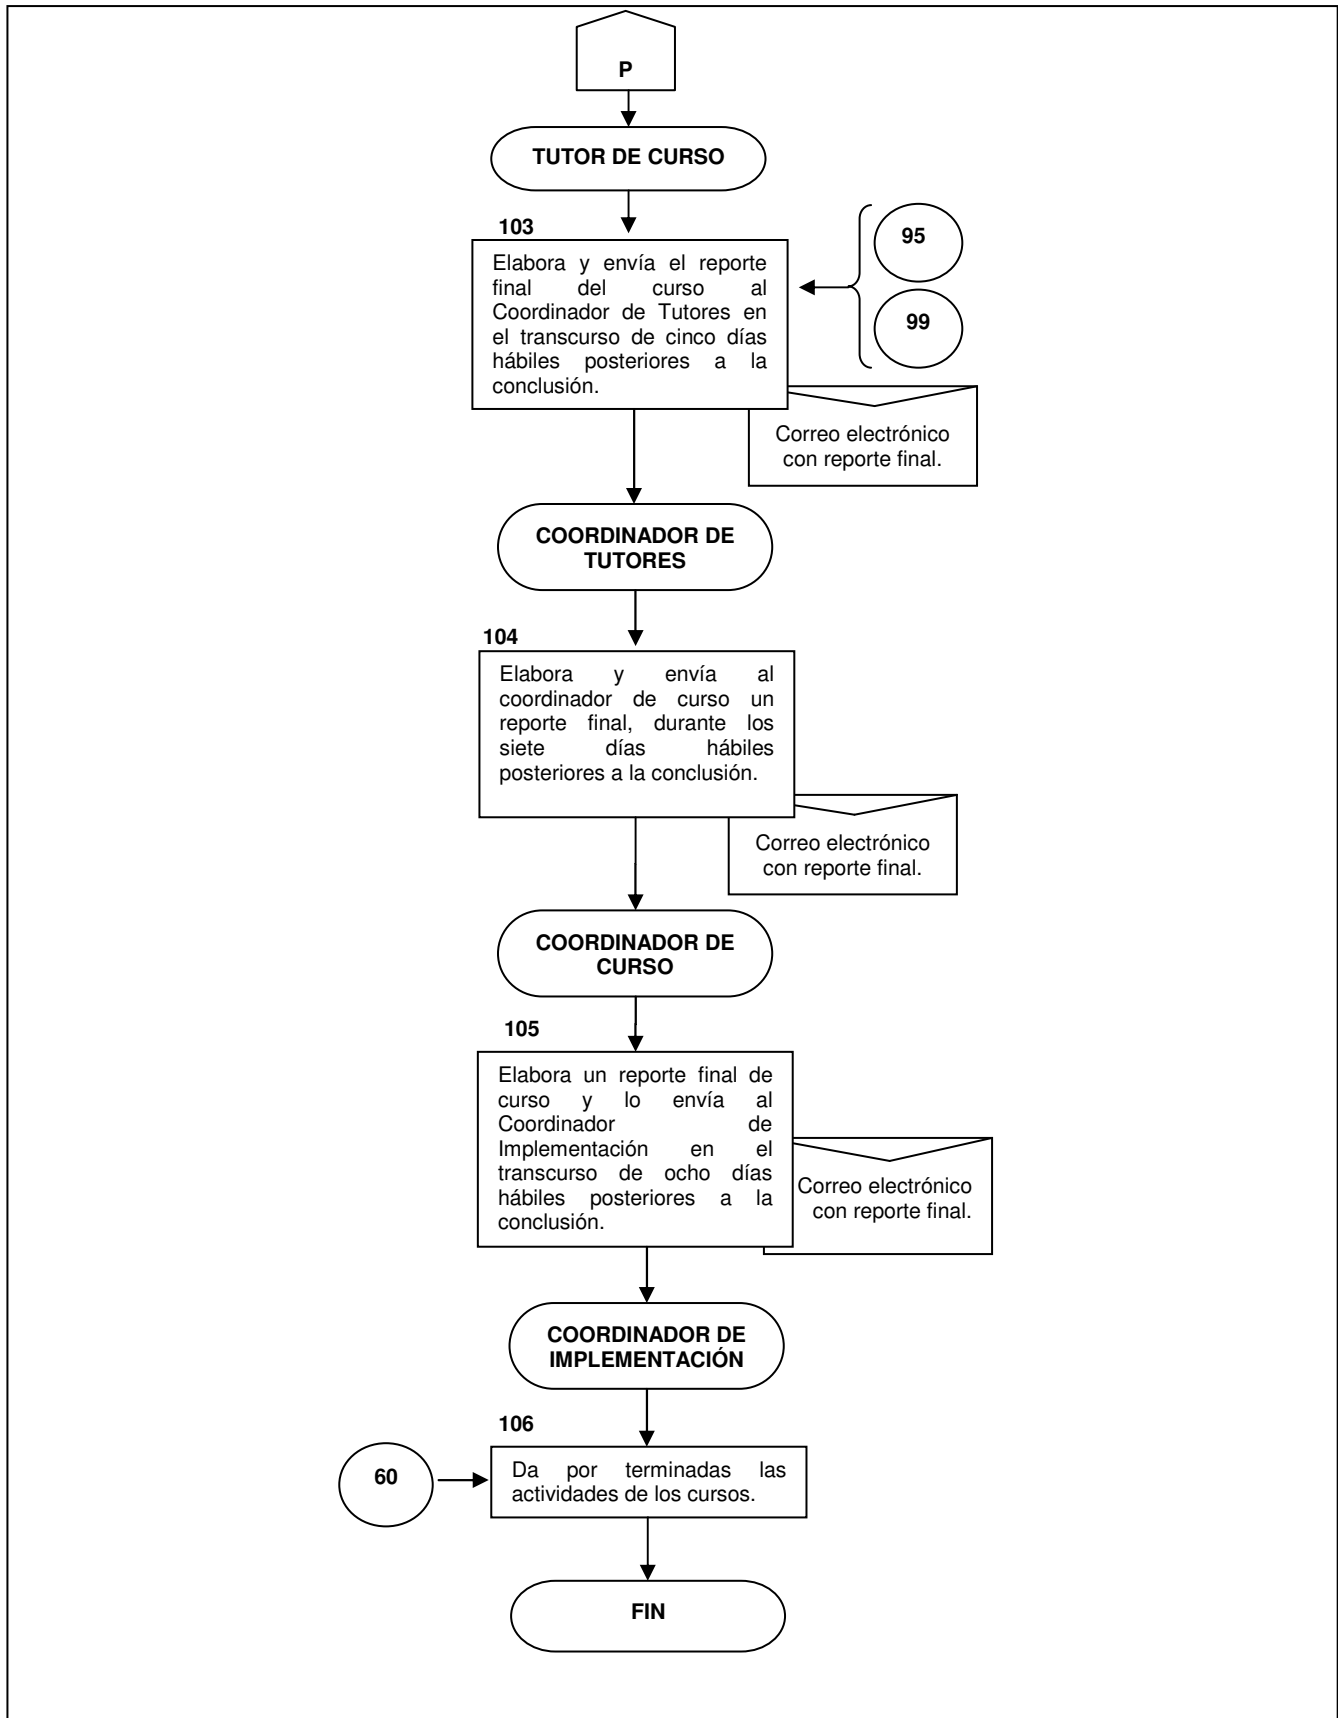 P
TUTOR DE CURSO
103
Elabora y envía el reporte
final del curso al
Coordinador de Tutores en
el transcurso de cinco días
hábiles posteriores a la
conclusión.
95
99
Correo electrónico
con reporte final.
COORDINADOR DE
TUTORES
104
Elabora y envía al
coordinador de curso un
reporte final, durante los
siete días hábiles
posteriores a la conclusión.
Correo electrónico
con reporte final.
COORDINADOR DE
CURSO
105
Elabora un reporte final de
curso y lo envía al
Coordinador de
Implementación en el
transcurso de ocho días
hábiles posteriores a la
conclusión.
Correo electrónico
con reporte final.
COORDINADOR DE
IMPLEMENTACIÓN
106
60
Da por terminadas las
actividades de los cursos.
FIN